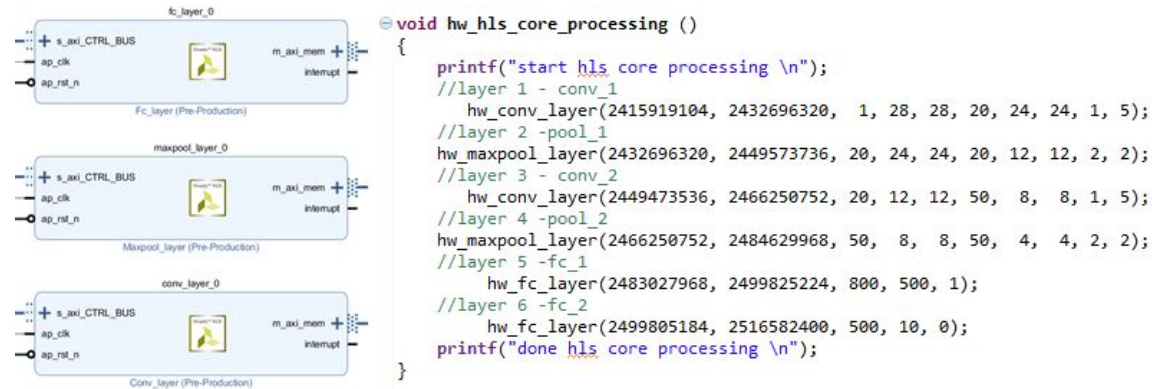 fc_layer_0
s_axi_CTRL_BUS
ap_clk
ap_rst_n
m_axi_mem
interrupt
Fc_layer (Pre-Production)
maxpool_layer_0
s_axi_CTRL_BUS
ap_clk
ap_rst_n
m_axi_mem
interrupt
Maxpool_layer (Pre-Production)
conv_layer_0
s_axi_CTRL_BUS
ap_clk
ap_rst_n
m_axi_mem
interrupt
Conv_layer (Pre-Production)
void hw_hls_core_processing ()
{
printf("start hls core processing \n");
//layer 1 - conv_1
hw_conv_layer(2415919104, 2432696320, 1, 28, 28, 20, 24, 24, 1, 5);
//layer 2 -pool_1
hw_maxpool_layer(2432696320, 2449573736, 20, 24, 24, 20, 12, 12, 2, 2);
//layer 3 - conv_2
hw_conv_layer(2449473536, 2466250752, 20, 12, 12, 50, 8, 8, 1, 5);
//layer 4 -pool_2
hw_maxpool_layer(2466250752, 2484629968, 50, 8, 8, 50, 4, 4, 2, 2);
//layer 5 -fc_1
hw_fc_layer(2483027968, 2499825224, 800, 500, 1);
//layer 6 -fc_2
hw_fc_layer(2499805184, 2516582400, 500, 10, 0);
printf("done hls core processing \n");
}